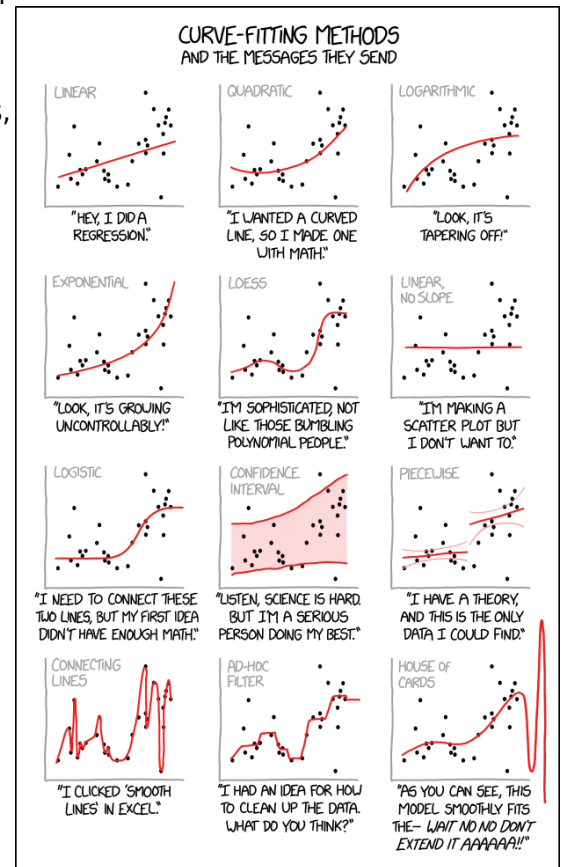 s,
CURVE-FITTING METHODS
AND THE MESSAGES THEY SEND
LINEAR
"HEY, I DID A
REGRESSION."
QUADRATIC
"I WANTED A CURVED
LINE, SO I MADE ONE
WITH MATH."
LOGARITHMIC
"LOOK, IT'S
TAPERING OFF!"
EXPONENTIAL
"LOOK, IT'S GROWING
UNCONTROLLABLY!"
LOESS
"I'M SOPHISTICATED, NOT
LIKE THOSE BUMBLING
POLYNOMIAL PEOPLE."
LINEAR,
NO SLOPE
"I'M MAKING A
SCATTER PLOT BUT
I DON'T WANT TO."
LOGISTIC
"I NEED TO CONNECT THESE
TWO LINES, BUT MY FIRST IDEA
DIDN'T HAVE ENOUGH MATH."
CONFIDENCE
INTERVAL
"LISTEN, SCIENCE IS HARD.
BUT I'M A SERIOUS
PERSON DOING MY BEST."
PIECEWISE
"I HAVE A THEORY,
AND THIS IS THE ONLY
DATA I COULD FIND."
CONNECTING
LINES
"I CLICKED 'SMOOTH
LINES' IN EXCEL."
AD-HOC
FILTER
"I HAD AN IDEA FOR HOW
TO CLEAN UP THE DATA.
WHAT DO YOU THINK?"
HOUSE OF
CARDS
"AS YOU CAN SEE, THIS
MODEL SMOOTHLY FITS
THE- WAIT NO NO DON'T
EXTEND IT AAAAAA!!"